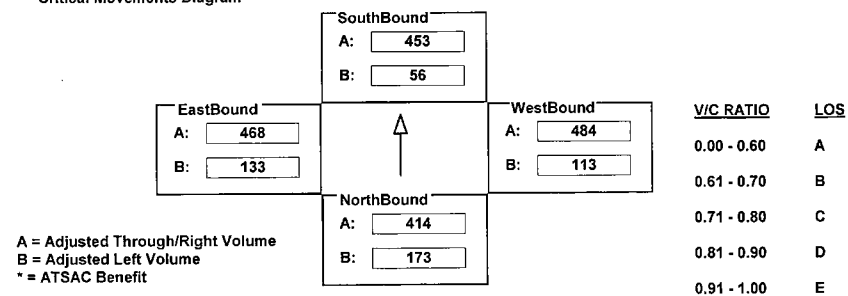 Critical Movements Diagram
SouthBound
A: 453
B: 56
EastBound
A: 468
B: 133
WestBound
A: 484
B: 113
NorthBound
A: 414
B: 173
A = Adjusted Through/Right Volume
B = Adjusted Left Volume
* = ATSAC Benefit
V/C RATIO LOS
0.00 - 0.60 A
0.61 - 0.70 B
0.71 - 0.80 C
0.81 - 0.90 D
0.91 - 1.00 E